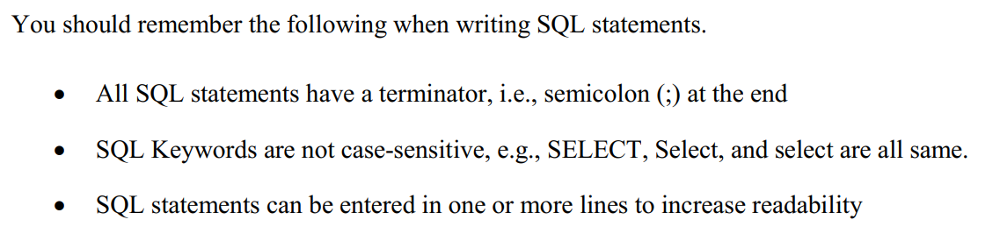 You should remember the following when writing SQL statements.
• All SQL statements have a terminator, i.e., semicolon (;) at the end
• SQL Keywords are not case-sensitive, e.g., SELECT, Select, and select are all same.
• SQL statements can be entered in one or more lines to increase readability